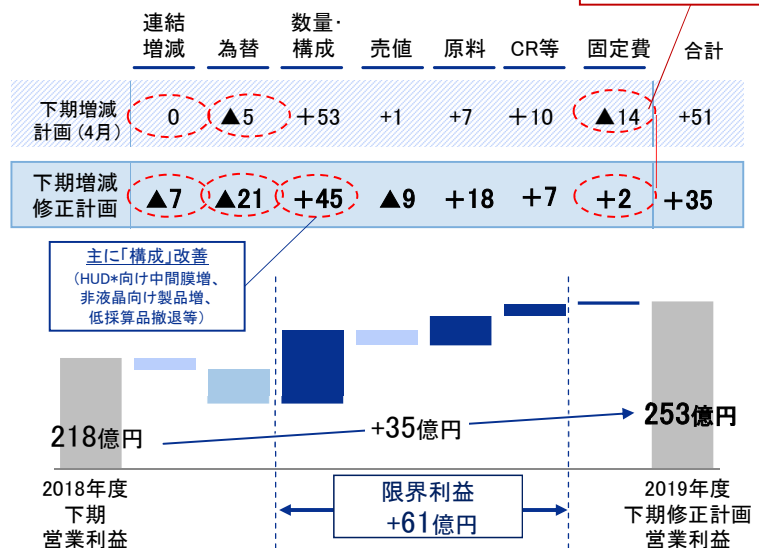 連結
増減
為替
数量・
構成
売値
原料
CR等
固定費
合計
下期増減
計画(4月)
0
▲5
+53
+1
+7
+10
▲14
+51
下期増減
修正計画
▲7
▲21
+45
▲9
+18
+7
+2
+35
主に「構成」改善
(HUD*向け中間膜増、
非液晶向け製品増、
低採算品撤退等)
218億円
+35億円
253億円
2018年度
下期
営業利益
限界利益
+61億円
2019年度
下期修正計画
営業利益